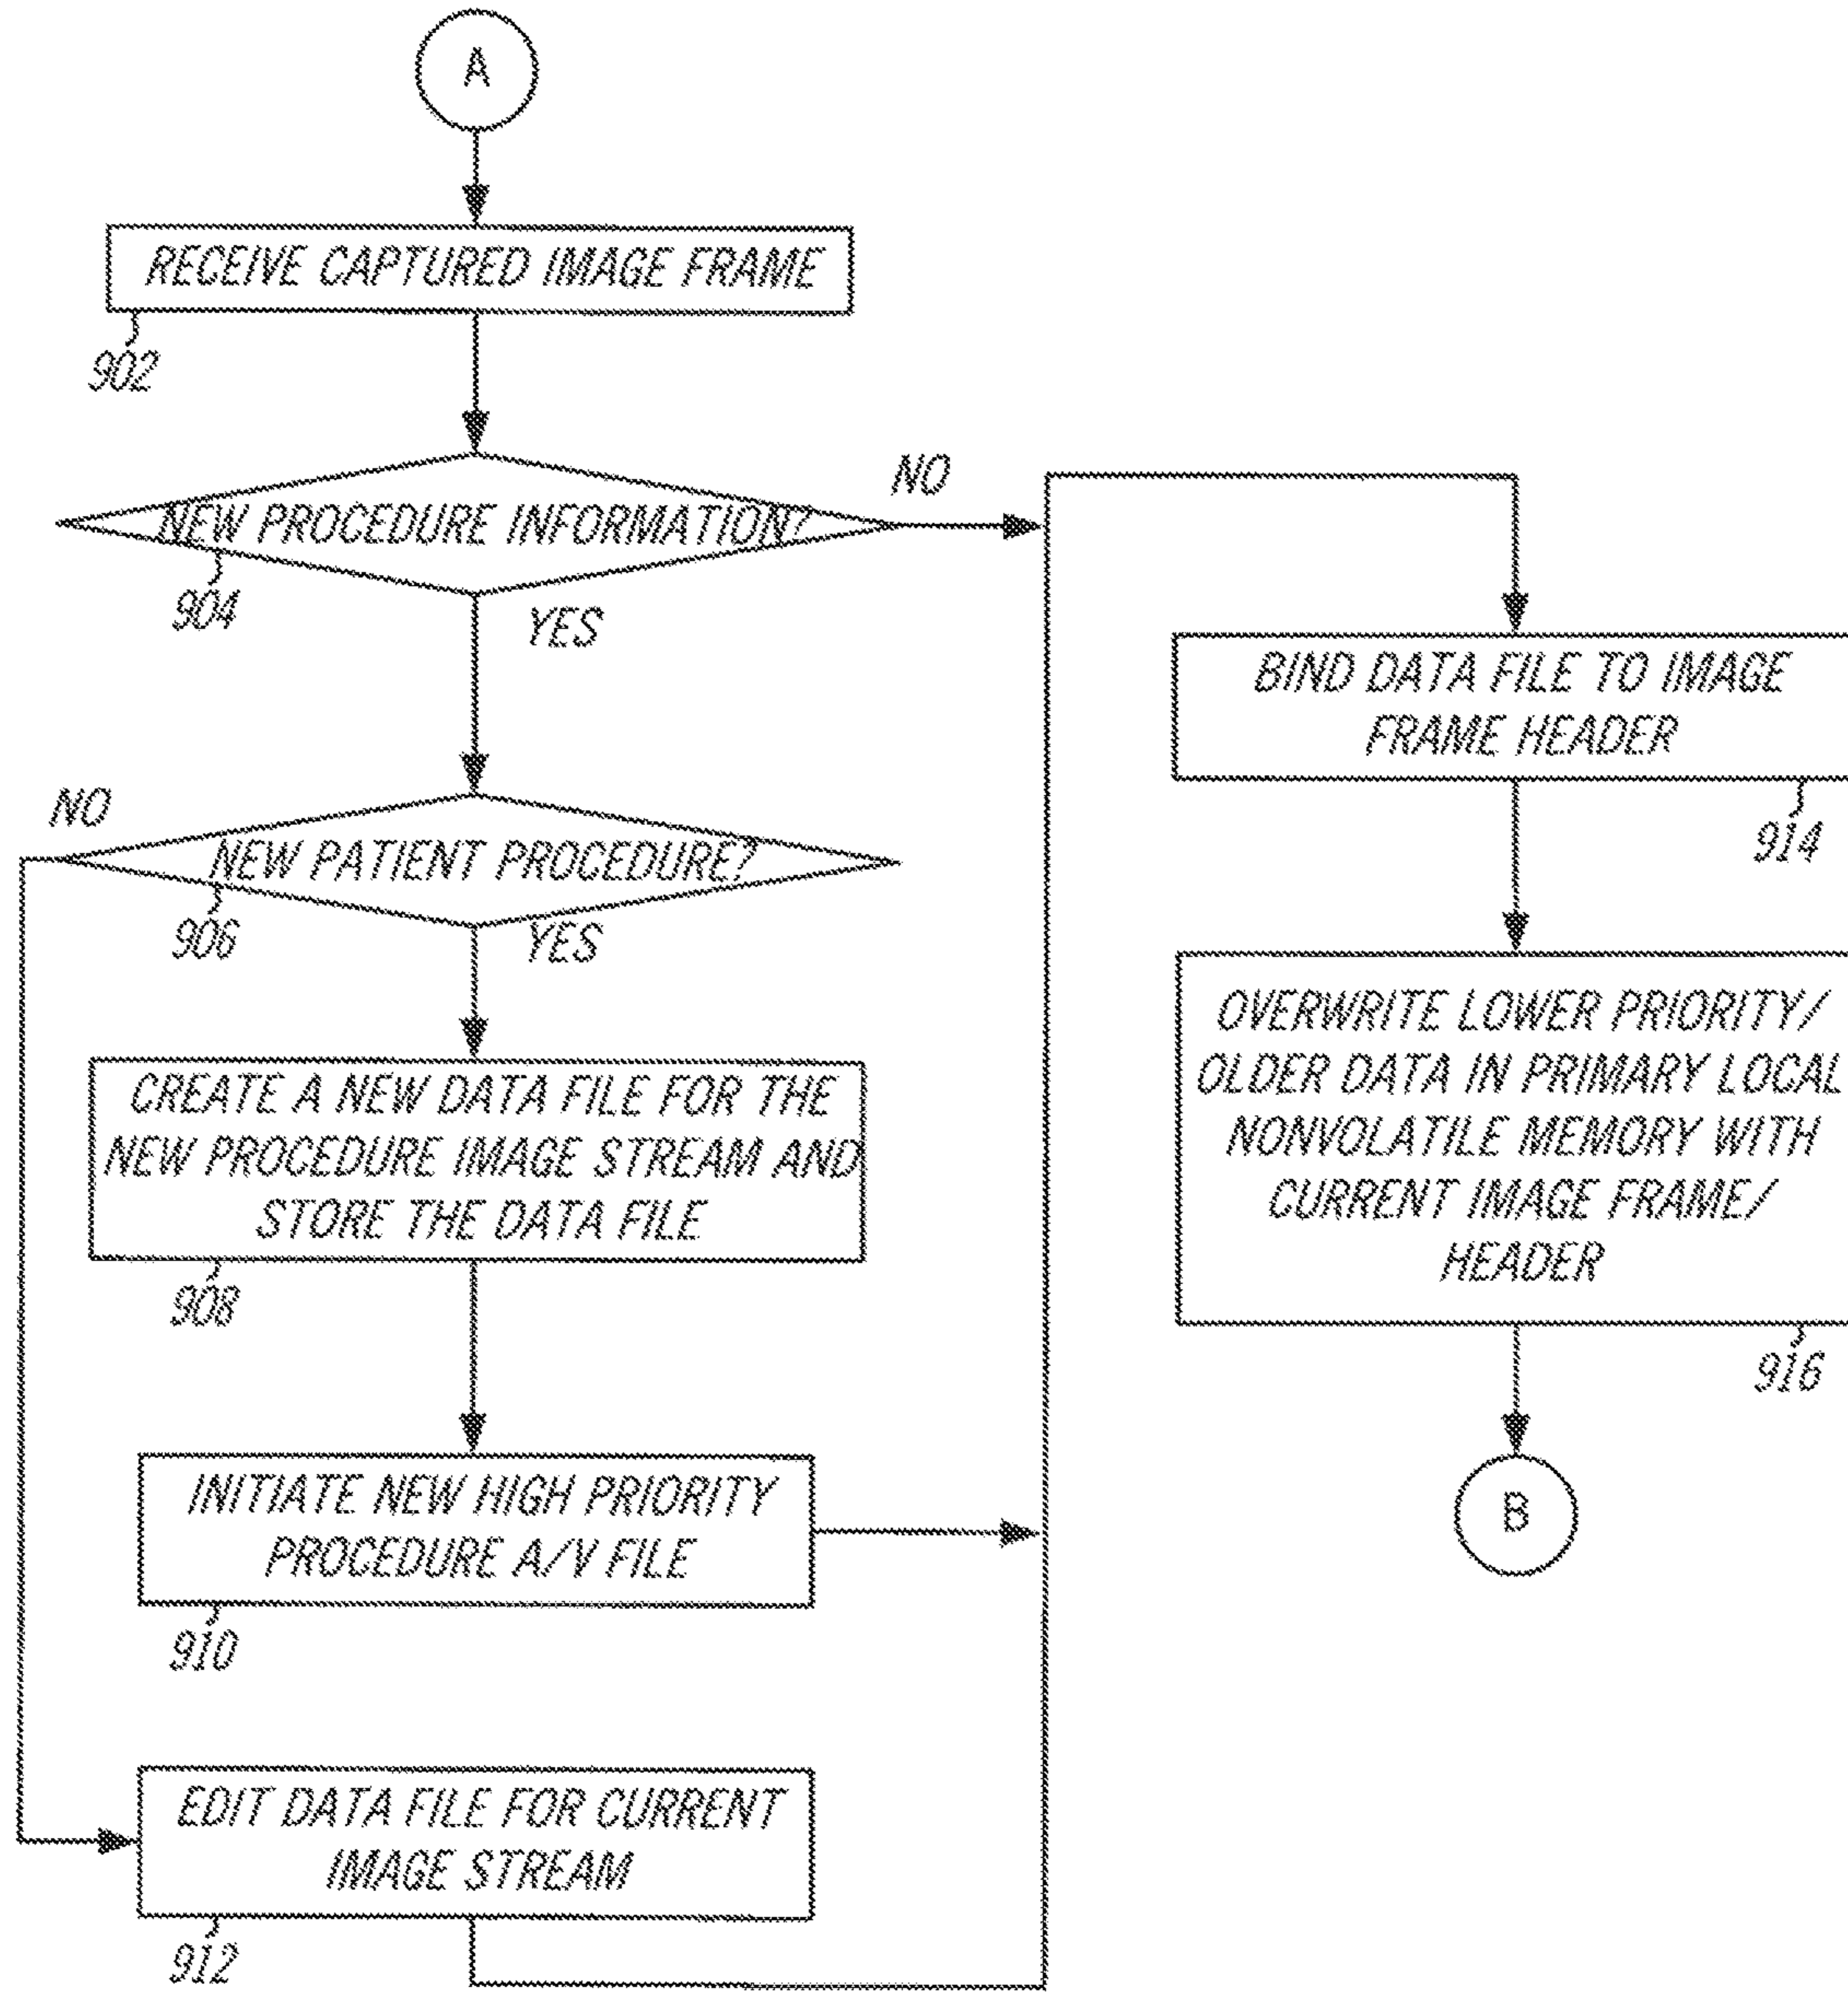 A
RECEIVE CAPTURED IMAGE FRAME
902
NEW PROCEDURE INFORMATION?
NO
904
YES
NEW PATIENT PROCEDURE?
NO
906
YES
CREATE A NEW DATA FILE FOR THE
NEW PROCEDURE IMAGE STREAM AND
STORE THE DATA FILE
908
INITIATE NEW HIGH PRIORITY
PROCEDURE A/V FILE
910
EDIT DATA FILE FOR CURRENT
IMAGE STREAM
912
BIND DATA FILE TO IMAGE
FRAME HEADER
914
OVERWRITE LOWER PRIORITY/
OLDER DATA IN PRIMARY LOCAL
NONVOLATILE MEMORY WITH
CURRENT IMAGE FRAME/
HEADER
916
B